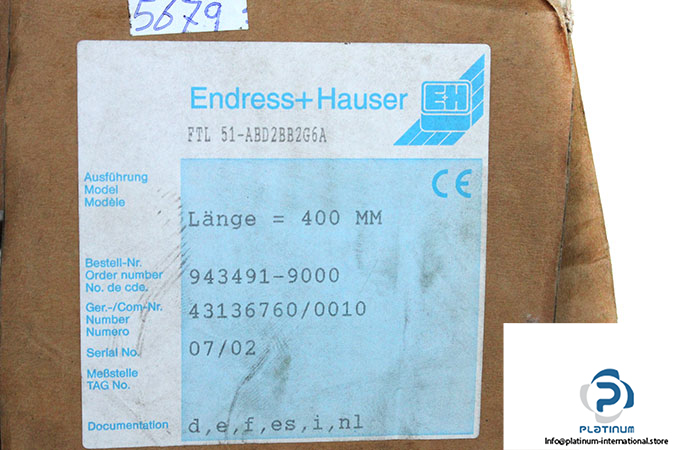 5679
Endress+Hauser
E+H
FTL 51-ABD2BB2G6A
CE
Ausführung
Model
Modèle
Länge = 400 MM
Bestell-Nr.
Order number
No. de cde.
943491-9000
Ger.-/Com-Nr.
Number
Numero
43136760/0010
Serial No.
07/02
Meßstelle
TAG No.
Documentation
d,e,f,es,i,nl
PLATINUM
Info@platinum-international.store